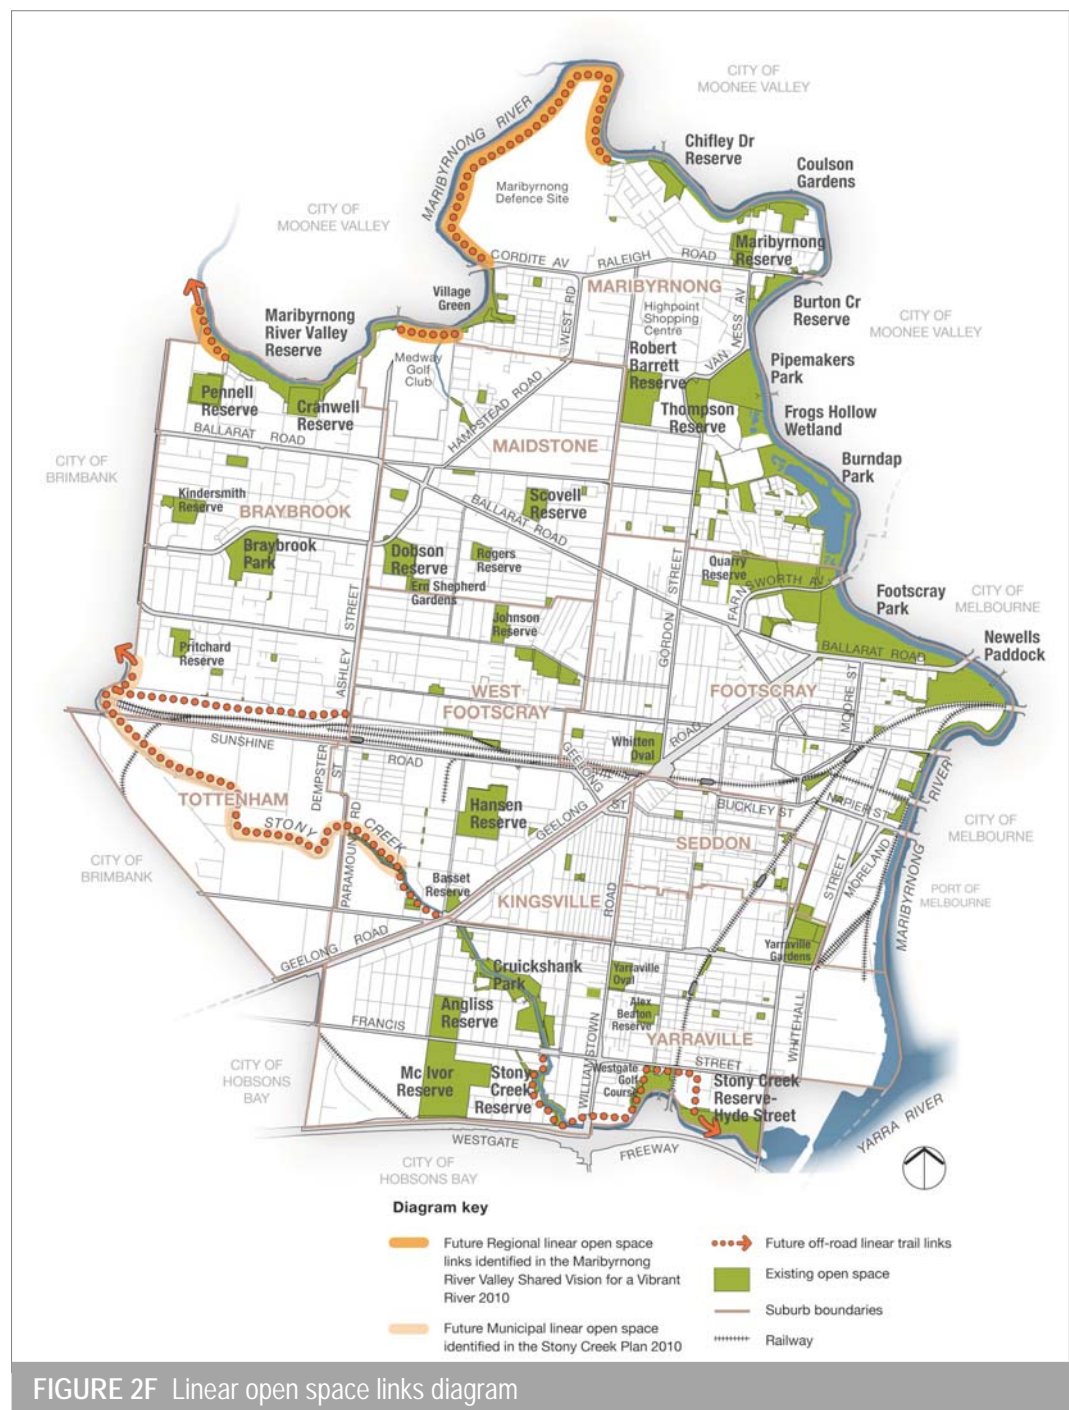 CITY OF
MOONEE VALLEY
MARIBYRNONG RIVER
Chifley Dr
Reserve
Coulson
Gardens
Maribyrnong
Defence Site
CITY OF
MOONEE VALLEY
Maribyrnong
Reserve
CORDITE AV
RALEIGH
ROAD
MARIBYRNONG
Village
Green
WEST RD
Highpoint
Shopping
Centre
VAN NESS AV
Burton Cr
Reserve
CITY OF
MOONEE VALLEY
Maribyrnong
River Valley
Reserve
Medway
Golf
Club
Robert
Barrett
Reserve
Pipemakers
Park
Pennell
Reserve
Cranwell
Reserve
HAMPSTEAD ROAD
Thompson
Reserve
Frogs Hollow
Wetland
BALLARAT ROAD
MAIDSTONE
CITY OF
BRIMBANK
Burndap
Park
Kindersmith
Reserve
BRAYBROOK
BALLARAT ROAD
Scovell
Reserve
Braybrook
Park
Dobson
Reserve
Rogers
Reserve
Ern Shepherd
Gardens
Quarry
Reserve
FARNSWORTH AV
GORDON STREET
ASHLEY STREET
Johnson
Reserve
Footscray
Park
CITY OF
MELBOURNE
Newells
Paddock
BALLARAT ROAD
Pritchard
Reserve
WEST
FOOTSCRAY
FOOTSCRAY
MOORE ST
SUNSHINE
ROAD
Whitten
Oval
ROAD
GEELONG
DEMPSTER ST
TOTTENHAM
STONY
CREEK
PARAMOUNT RD
Hansen
Reserve
GEELONG
ST
BUCKLEY ST
NAPIER ST
SEDDON
STREET
MORELAND
RIVER
MARIBYRNONG
CITY OF
MELBOURNE
CITY OF
BRIMBANK
Basset
Reserve
KINGSVILLE
ROAD
PORT OF
MELBOURNE
GEELONG ROAD
Yarraville
Gardens
Cruickshank
Park
Yarraville
Oval
Angliss
Reserve
Alex
Beaton
Reserve
FRANCIS
YARRAVILLE
STREET
WHITEHALL
WILLIAMSTOWN
CITY OF
HOBSONS
BAY
Mc Ivor
Reserve
Stony
Creek
Reserve
Westgate
Golf
Course
Stony Creek
Reserve-
Hyde Street
YARRA RIVER
WESTGATE
FREEWAY
CITY OF
HOBSONS BAY
Diagram key
Future Regional linear open space
links identified in the Maribyrnong
River Valley Shared Vision for a Vibrant
River 2010
Future Municipal linear open space
identified in the Stony Creek Plan 2010
Future off-road linear trail links
Existing open space
Suburb boundaries
Railway
FIGURE 2F Linear open space links diagram